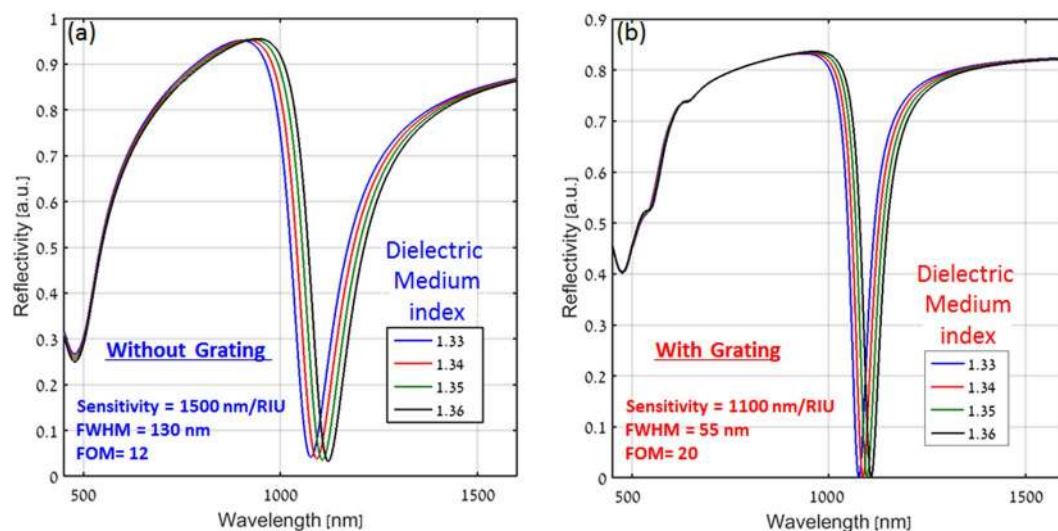 (a)
1
0.9
0.8
0.7
0.6
0.5
0.4
0.3
0.2
0.1
0
Reflectivity [a.u.]
Dielectric
Medium
index
1.33
1.34
1.35
1.36
Without Grating
Sensitivity = 1500 nm/RIU
FWHM = 130 nm
FOM= 12
500
1000
1500
Wavelength [nm]
(b)
0.9
0.8
0.7
0.6
0.5
0.4
0.3
0.2
0.1
0
Reflectivity [a.u.]
Dielectric
Medium
index
1.33
1.34
1.35
1.36
With Grating
Sensitivity = 1100 nm/RIU
FWHM = 55 nm
FOM= 20
500
1000
1500
Wavelength [nm]